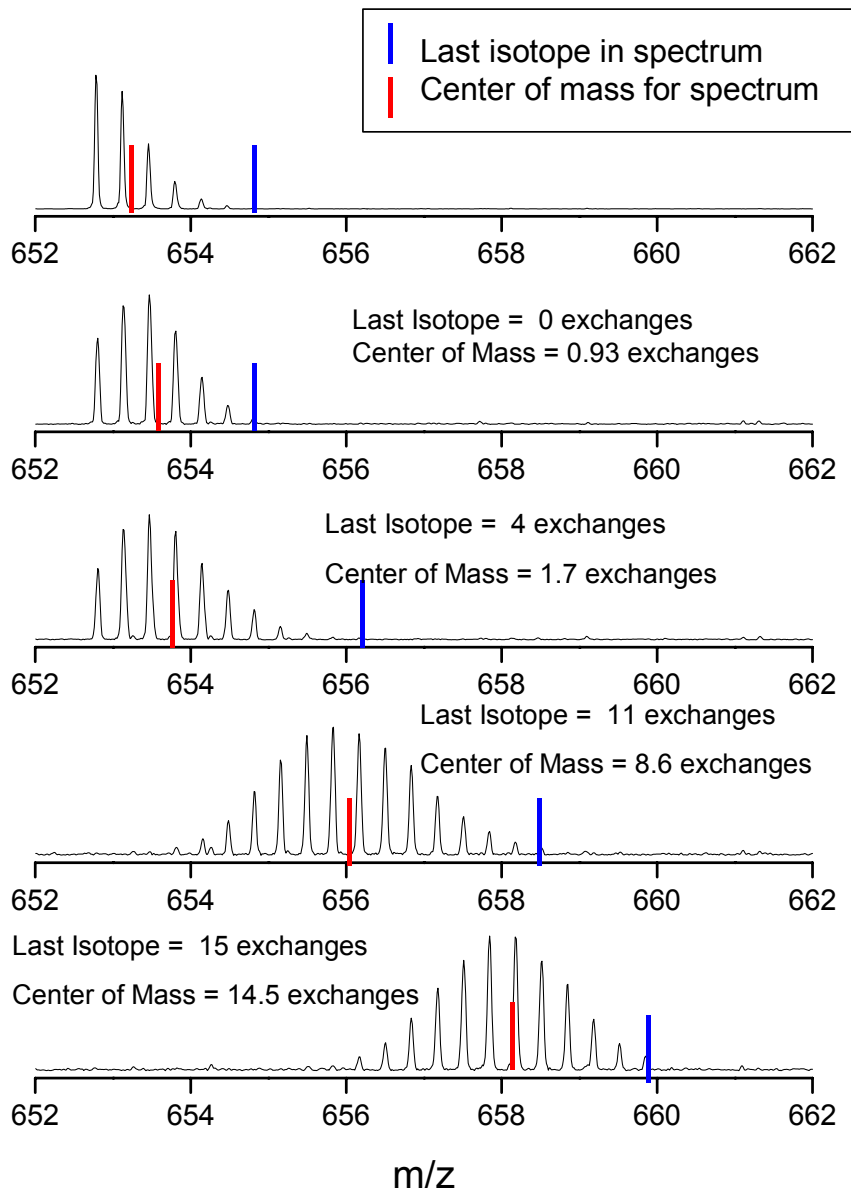 Last isotope in spectrum
Center of mass for spectrum
652 654 656 658 660 662
Last Isotope = 0 exchanges
Center of Mass = 0.93 exchanges
652 654 656 658 660 662
Last Isotope = 4 exchanges
Center of Mass = 1.7 exchanges
652 654 656 658 660 662
Last Isotope = 11 exchanges
Center of Mass = 8.6 exchanges
652 654 656 658 660 662
Last Isotope = 15 exchanges
Center of Mass = 14.5 exchanges
652 654 656 658 660 662
m/z